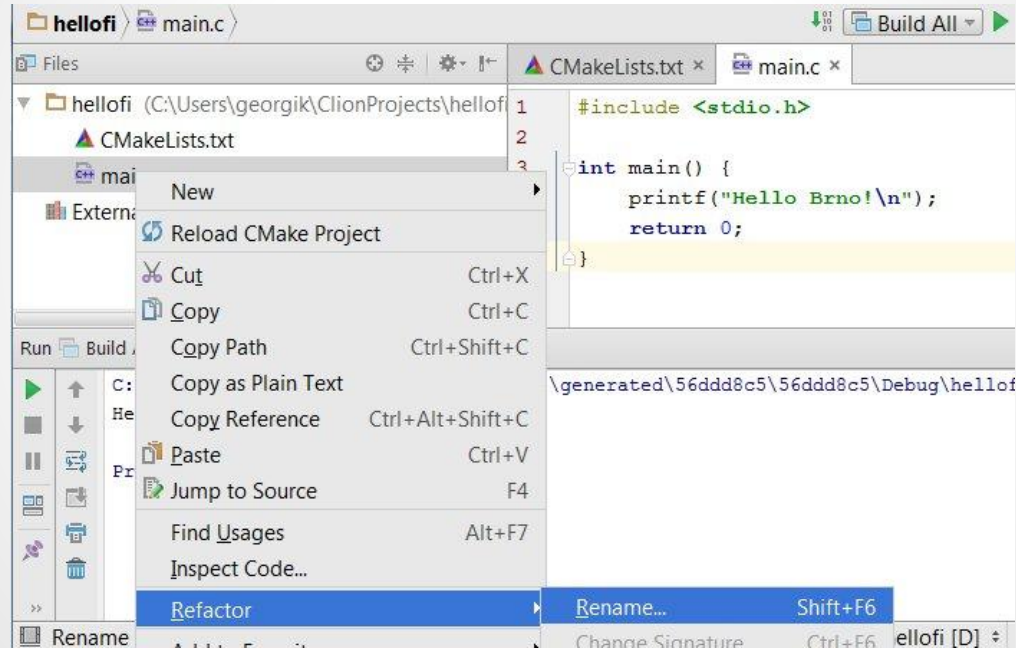 hellofi main.c Build All
Files CMakeLists.txt × main.c ×
hellofi (C:\Users\georgik\ClionProjects\hellofi
CMakeLists.txt
1 #include <stdio.h>
2
3 int main() {
printf("Hello Brno!\n");
return 0;
}
New
Reload CMake Project
Cut Ctrl+X
Copy Ctrl+C
Copy Path Ctrl+Shift+C
Copy as Plain Text
Copy Reference Ctrl+Alt+Shift+C
Paste Ctrl+V
Jump to Source F4
Find Usages Alt+F7
Inspect Code...
Refactor
Rename... Shift+F6
Change Signature Ctrl+F6
Run Build
C: \generated\56ddd8c5\56ddd8c5\Debug\hellof
He
Pr
Rename ellofi [D]